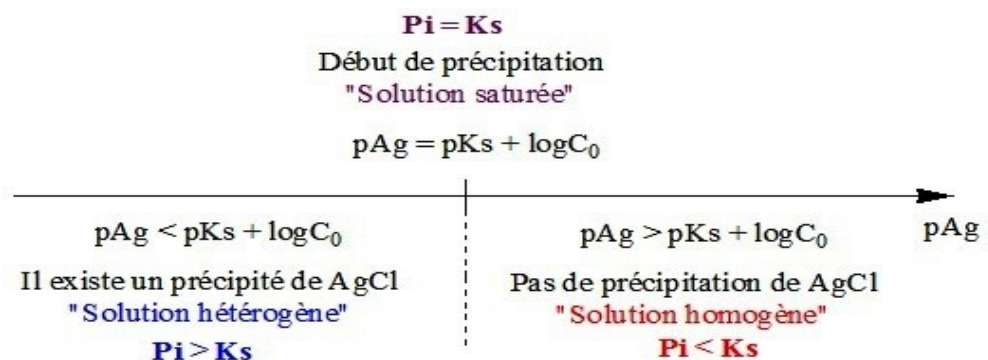 Pi = Ks
Début de précipitation
"Solution saturée"
pAg = pKs + logC₀
pAg
pAg < pKs + logC₀
Il existe un précipité de AgCl
"Solution hétérogène"
Pi > Ks
pAg > pKs + logC₀
Pas de précipitation de AgCl
"Solution homogène"
Pi < Ks